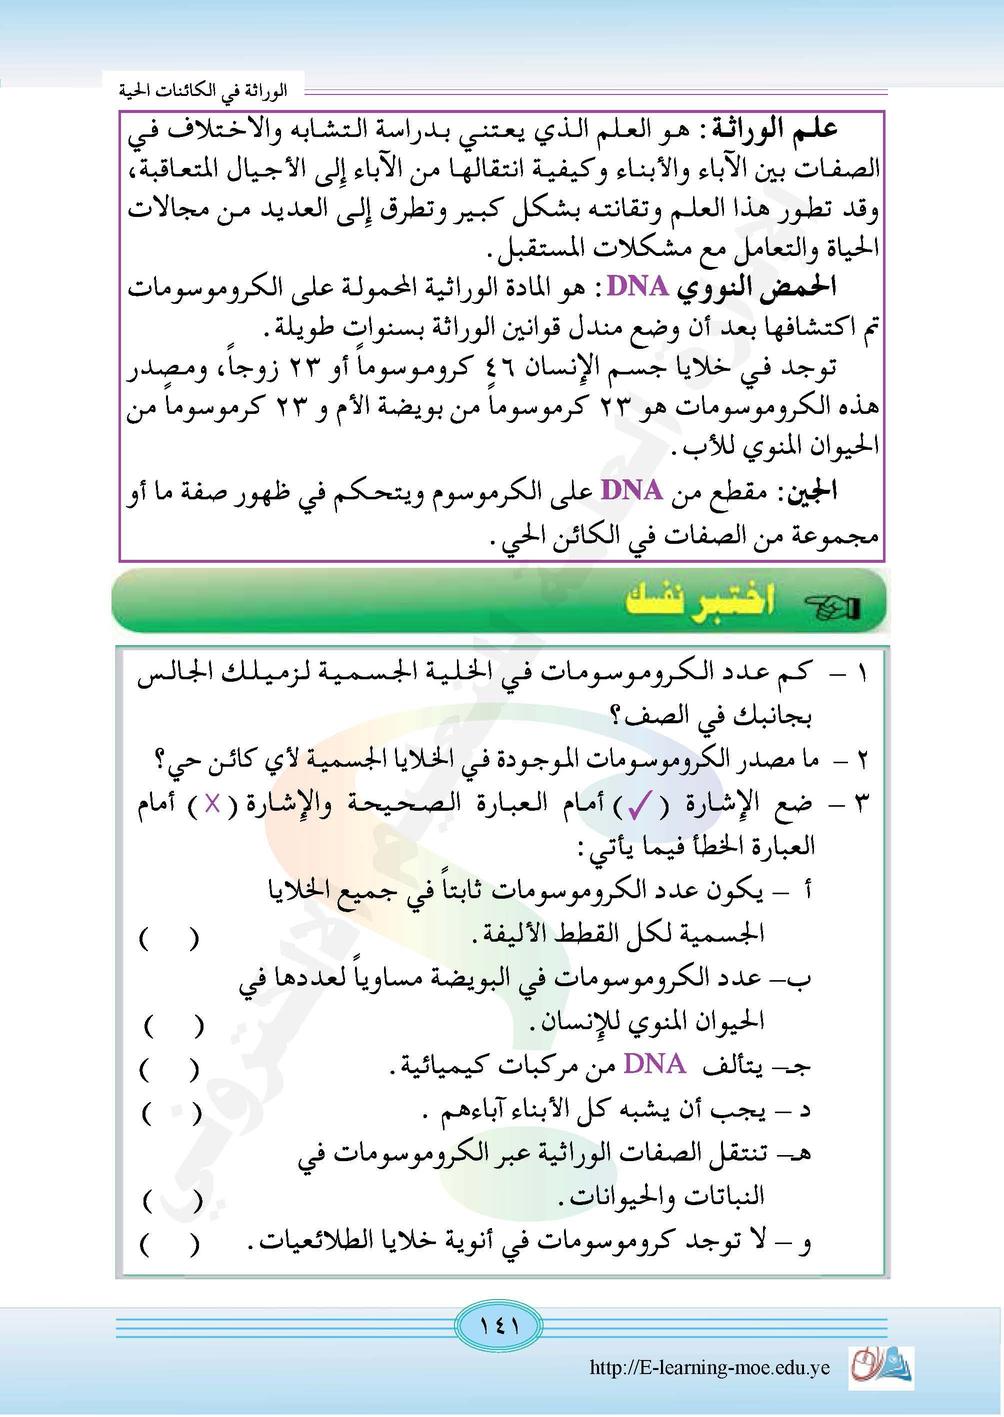 الوراثة في الكائنات الحية
علم الوراثة : هو العلم الذي يعتني بدراسة التشابه والاختلاف في
الصفات بين الآباء والأبناء وكيفية انتقالها من الآباء إلى الأجيال المتعاقبة،
وقد تطور هذا العلم وتقانته بشكل كبير وتطرق إلى العديد من مجالات
الحياة والتعامل مع مشكلات المستقبل .
الحمض النووي DNA : هو المادة الوراثية المحمولة على الكروموسومات
تم اكتشافها بعد أن وضع مندل قوانين الوراثة بسنوات طويلة .
توجد في خلايا جسم الإنسان ٤٦ كروموسوماً أو ٢٣ زوجاً، ومصدر
هذه الكروموسومات هو ٢٣ كرموسوماً من بويضة الأم و ٢٣ كرموسوماً من
الحيوان المنوي للأب .
الجين : مقطع من DNA على الكرموسوم ويتحكم في ظهور صفة ما أو
مجموعة من الصفات في الكائن الحي .
اختبر نفسك
١ – كم عدد الكروموسومات في الخلية الجسمية لزميلك الجالس
بجانبك في الصف؟
٢ – ما مصدر الكروموسومات الموجودة في الخلايا الجسمية لأي كائن حي؟
٣ – ضع الإشارة ( ✓ ) أمام العبارة الصحيحة والإشارة ( X ) أمام
العبارة الخطأ فيما يأتي :
أ – يكون عدد الكروموسومات ثابتاً في جميع الخلايا
الجسمية لكل القطط الأليفة . ( )
ب– عدد الكروموسومات في البويضة مساوياً لعددها في
الحيوان المنوي للإنسان . ( )
جـ– يتألف DNA من مركبات كيميائية . ( )
د – يجب أن يشبه كل الأبناء آباءهم . ( )
هـ– تنتقل الصفات الوراثية عبر الكروموسومات في
النباتات والحيوانات . ( )
و – لا توجد كروموسومات في أنوية خلايا الطلائعيات . ( )
١٤١
http://E-learning-moe.edu.ye
الإدارة العامة للتعليم الالكتروني